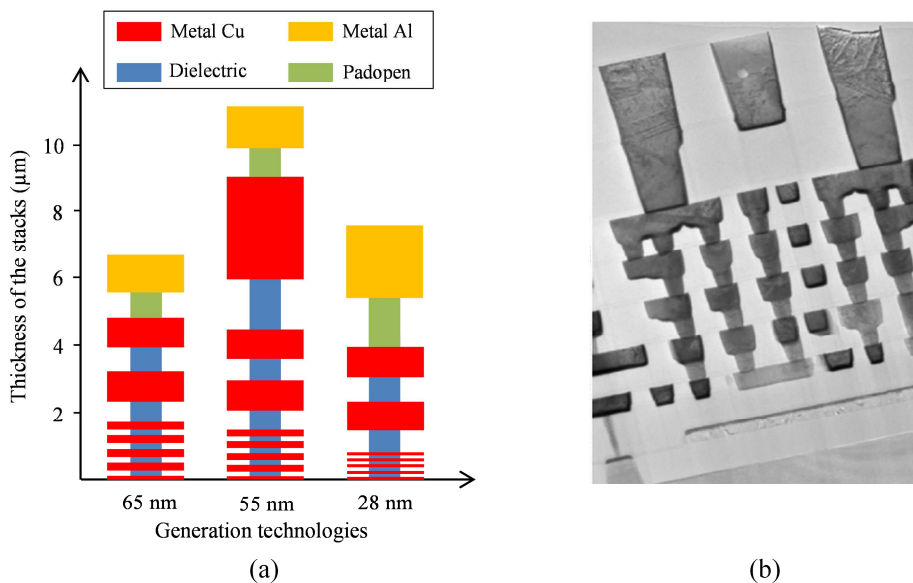 Metal Cu
Metal Al
Dielectric
Padopen
Thickness of the stacks (μm)
10
8
6
4
2
65 nm
55 nm
28 nm
Generation technologies
(a)
(b)